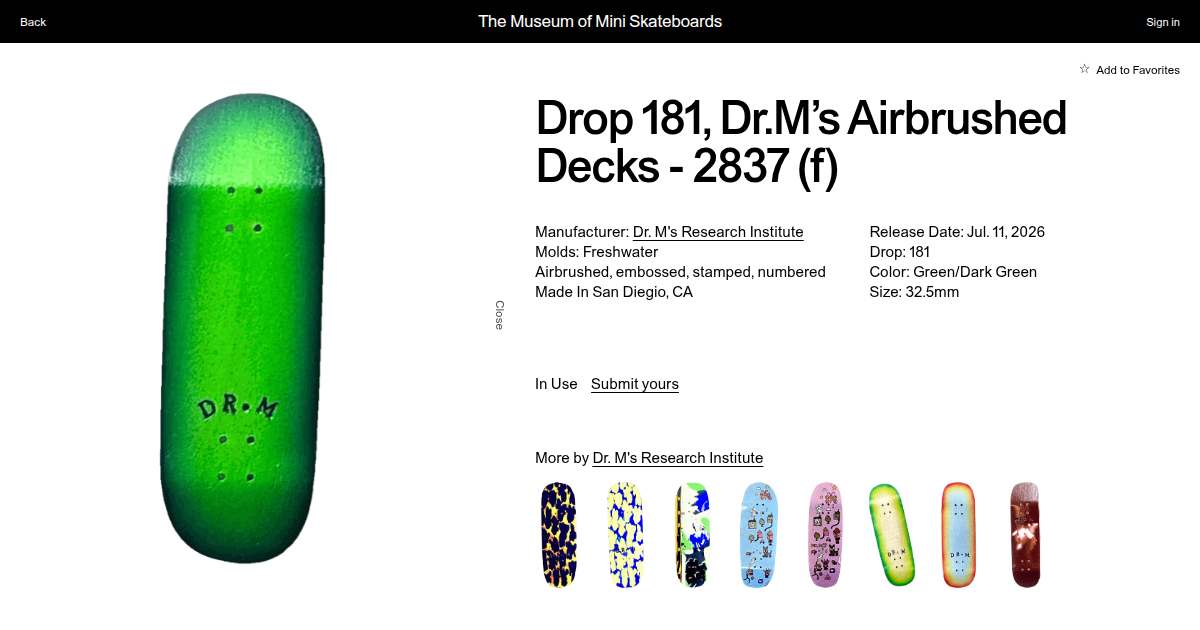 Back
The Museum of Mini Skateboards
Sign in
☆ Add to Favorites
Drop 181, Dr.M’s Airbrushed
Decks - 2837 (f)
Manufacturer: Dr. M's Research Institute
Molds: Freshwater
Airbrushed, embossed, stamped, numbered
Made In San Diegio, CA
Release Date: Jul. 11, 2026
Drop: 181
Color: Green/Dark Green
Size: 32.5mm
Close
DR•M
In Use Submit yours
More by Dr. M's Research Institute
DR•M
DR•M